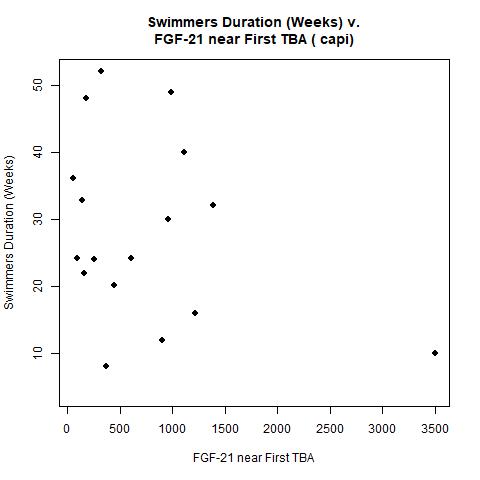 Swimmers Duration (Weeks) v.
FGF-21 near First TBA ( capi)
Swimmers Duration (Weeks)
50
40
30
20
10
0 500 1000 1500 2000 2500 3000 3500
FGF-21 near First TBA